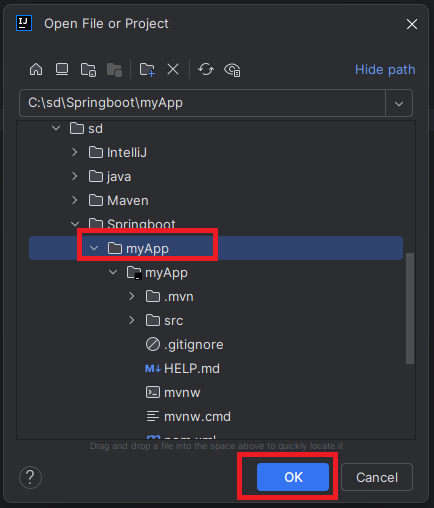 IJ
Open File or Project
Hide path
C:\sd\Springboot\myApp
sd
IntelliJ
java
Maven
Springboot
myApp
myApp
.mvn
src
.gitignore
M↓ HELP.md
mvnw
mvnw.cmd
pom.xml
Drag and drop a file into the space above to quickly locate it
? OK Cancel